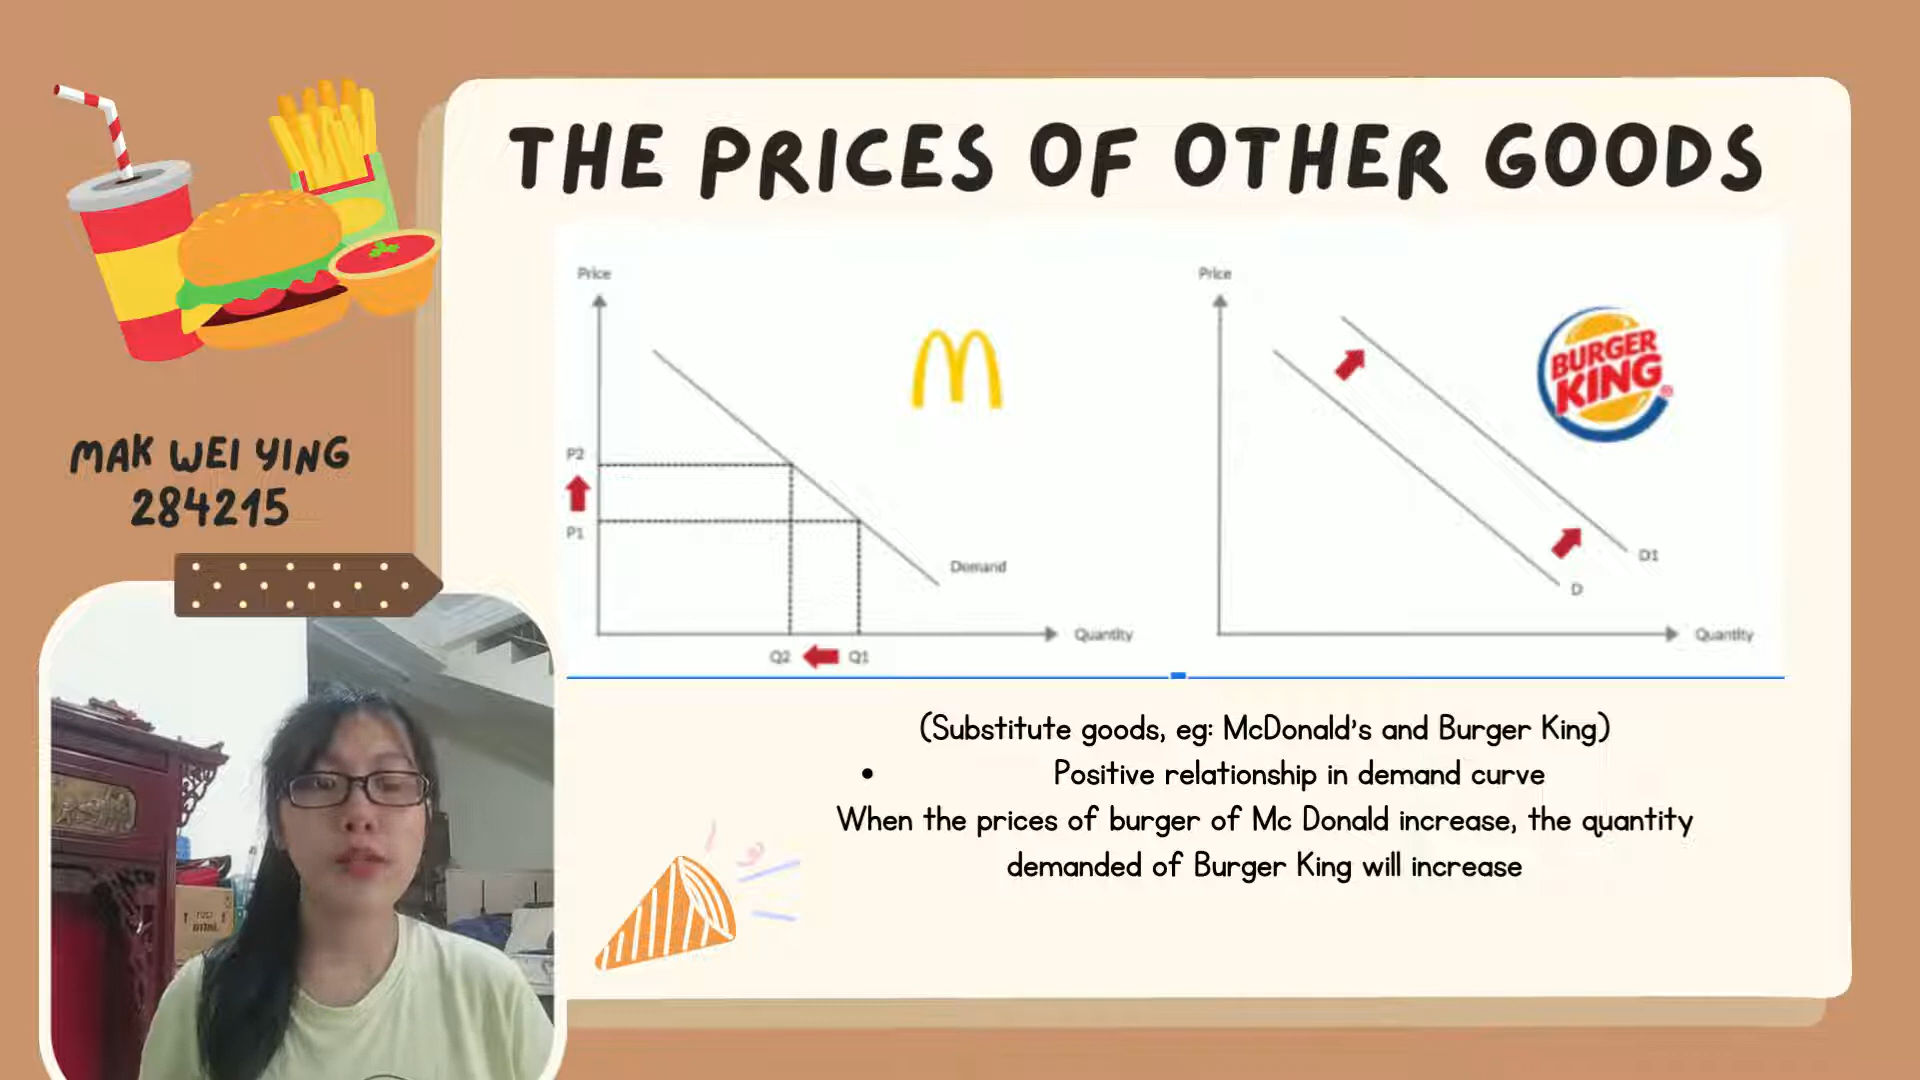 THE PRICES OF OTHER GOODS
MAK WEI YING
284215
Price
P2
P1
Demand
Quantity
Q2
Q1
Price
BURGER
KING
D1
D
Quantity
(Substitute goods, eg: McDonald's and Burger King)
• Positive relationship in demand curve
When the prices of burger of Mc Donald increase, the quantity
demanded of Burger King will increase